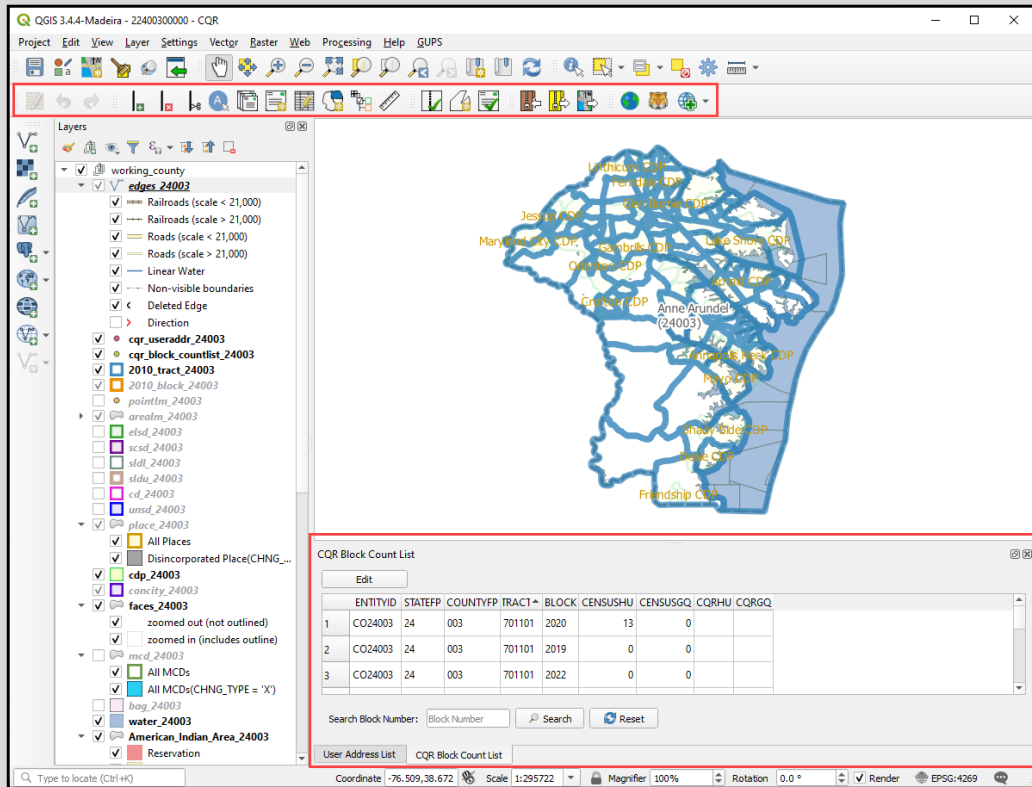 QGIS 3.4.4-Madeira - 22400300000 - CQR
Project Edit View Layer Settings Vector Raster Web Processing Help GUPS
Layers
working_county
edges_24003
Railroads (scale < 21,000)
Railroads (scale > 21,000)
Roads (scale < 21,000)
Roads (scale > 21,000)
Linear Water
Non-visible boundaries
Deleted Edge
Direction
cqr_useraddr_24003
cqr_block_countlist_24003
2010_tract_24003
2010_block_24003
pointlm_24003
arealm_24003
elsd_24003
scsd_24003
sldl_24003
sldu_24003
cd_24003
unsd_24003
place_24003
All Places
Disincorporated Place(CHNG_...
cdp_24003
concity_24003
faces_24003
zoomed out (not outlined)
zoomed in (includes outline)
mcd_24003
All MCDs
All MCDs(CHNG_TYPE = 'X')
bag_24003
water_24003
American_Indian_Area_24003
Reservation
Linthicum CDP
Ferndale CDP
Glen Burnie CDP
Jessup CDP
Maryland City CDP
Gambrills CDP
Lake Shore CDP
Odenton CDP
Arnold CDP
Crofton CDP
Anne Arundel
(24003)
Annapolis Neck CDP
Mayo CDP
Shady Side CDP
Deale CDP
Friendship CDP
CQR Block Count List
Edit
ENTITYID STATEFP COUNTYFP TRACT BLOCK CENSUSHU CENSUSGQ CQRHU CQRGQ
1 CO24003 24 003 701101 2020 13 0
2 CO24003 24 003 701101 2019 0 0
3 CO24003 24 003 701101 2022 0 0
Search Block Number: Block Number Search Reset
User Address List CQR Block Count List
Type to locate (Ctrl+K) Coordinate -76.509,38.672 Scale 1:295722 Magnifier 100% Rotation 0.0 ° Render EPSG:4269